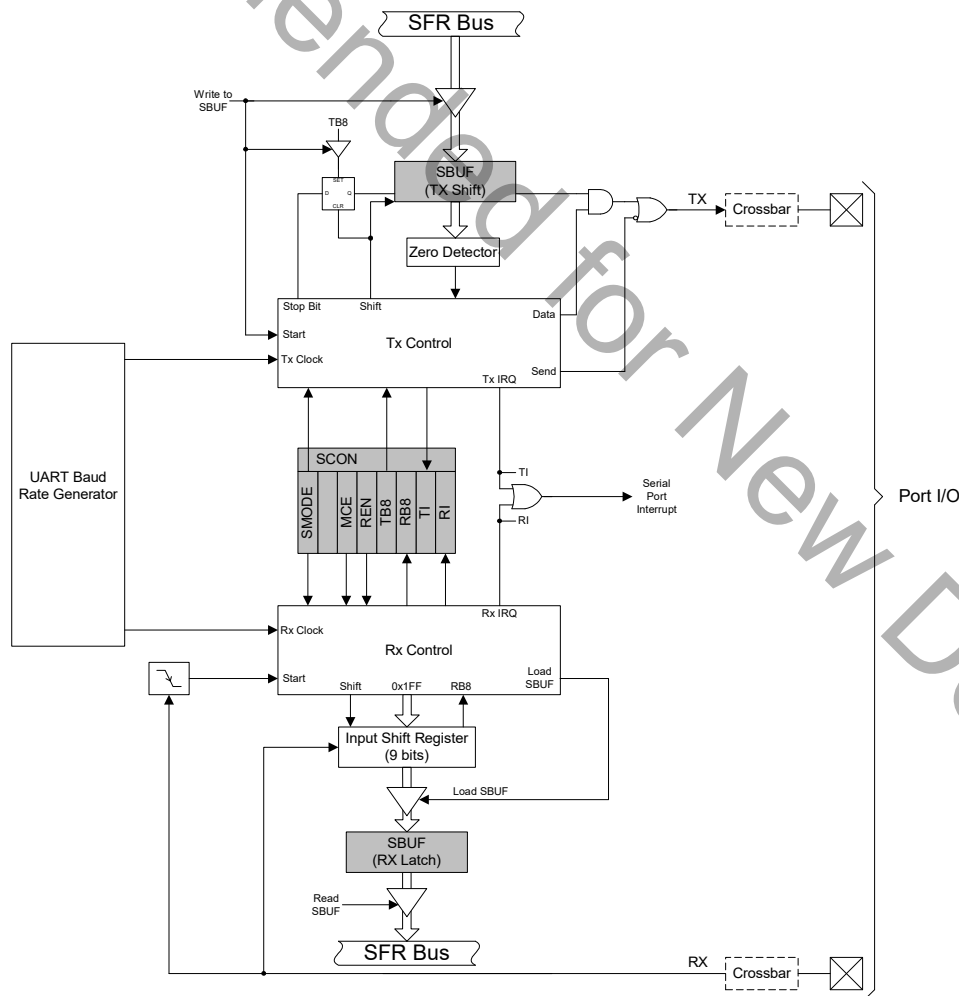 SFR Bus
Write to
SBUF
TB8
SET
D
Q
CLR
SBUF
(TX Shift)
TX
Crossbar
Zero Detector
Stop Bit
Shift
Data
Start
Tx Control
Tx Clock
Send
Tx IRQ
UART Baud
Rate Generator
SCON
SMODE
MCE
REN
TB8
RB8
TI
RI
TI
RI
Serial
Port
Interrupt
Port I/O
Rx IRQ
Rx Clock
Rx Control
Start
Load
SBUF
Shift
0x1FF
RB8
Input Shift Register
(9 bits)
Load SBUF
SBUF
(RX Latch)
Read
SBUF
SFR Bus
RX
Crossbar
ended for New De